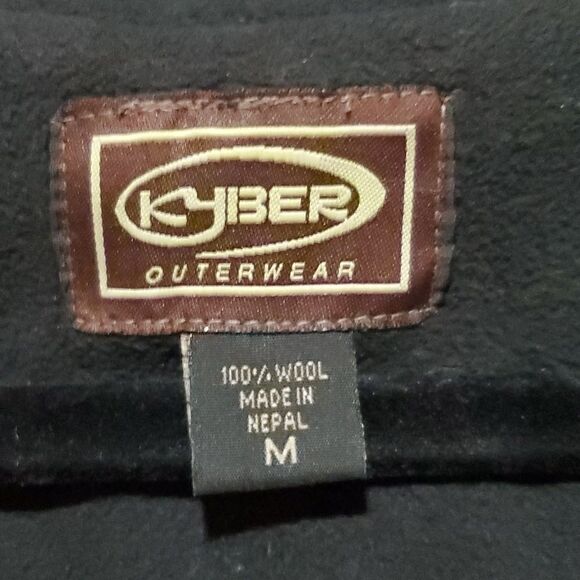 KYBER
OUTERWEAR
100% WOOL
MADE IN
NEPAL
M